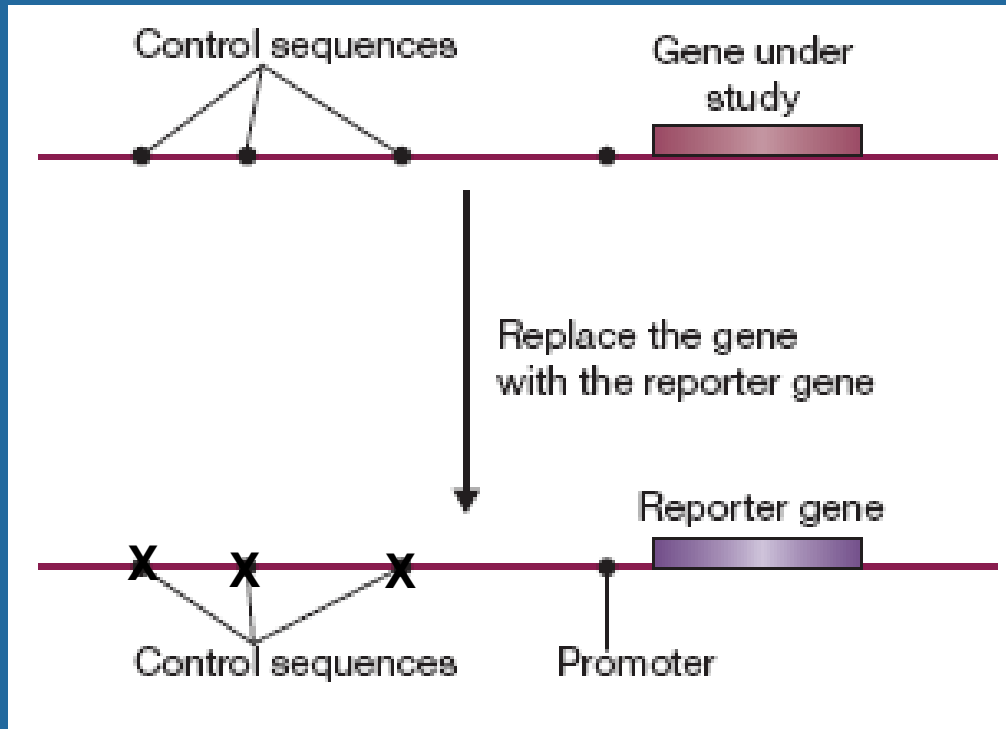 Control sequences
Gene under
study
Replace the gene
with the reporter gene
Reporter gene
X X X
Control sequences
Promoter